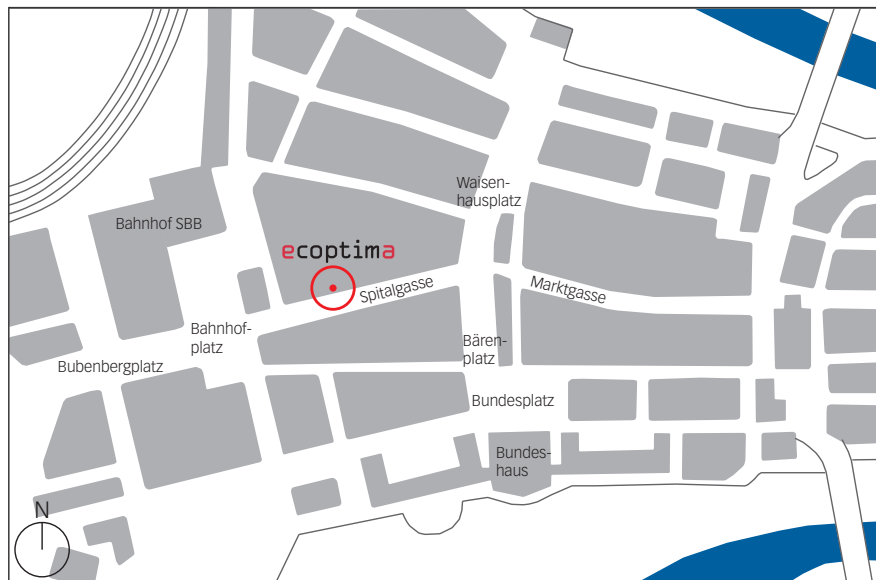 Waisen-
hausplatz
Bahnhof SBB
ecoptima
Spitalgasse
Marktgasse
Bahnhof-
platz
Bären-
platz
Bubenbergplatz
Bundesplatz
Bundes-
haus
N